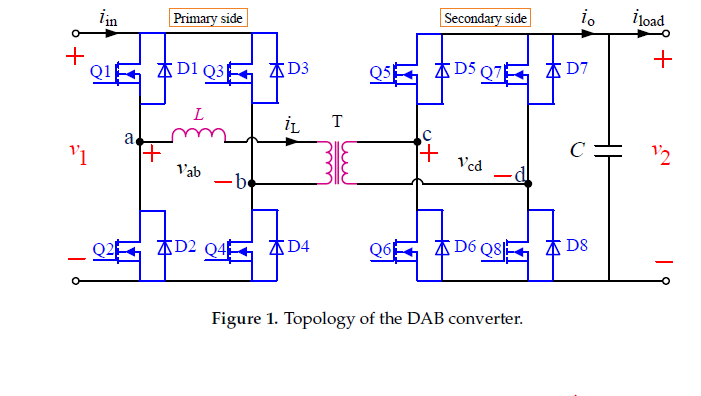 iin Primary side Secondary side io iload
+ Q1 D1 Q3 D3 Q5 D5 Q7 D7 +
L iL T
a c
v1 + vab + vcd C v2
− b − d
− Q2 D2 Q4 D4 Q6 D6 Q8 D8 −
Figure 1. Topology of the DAB converter.